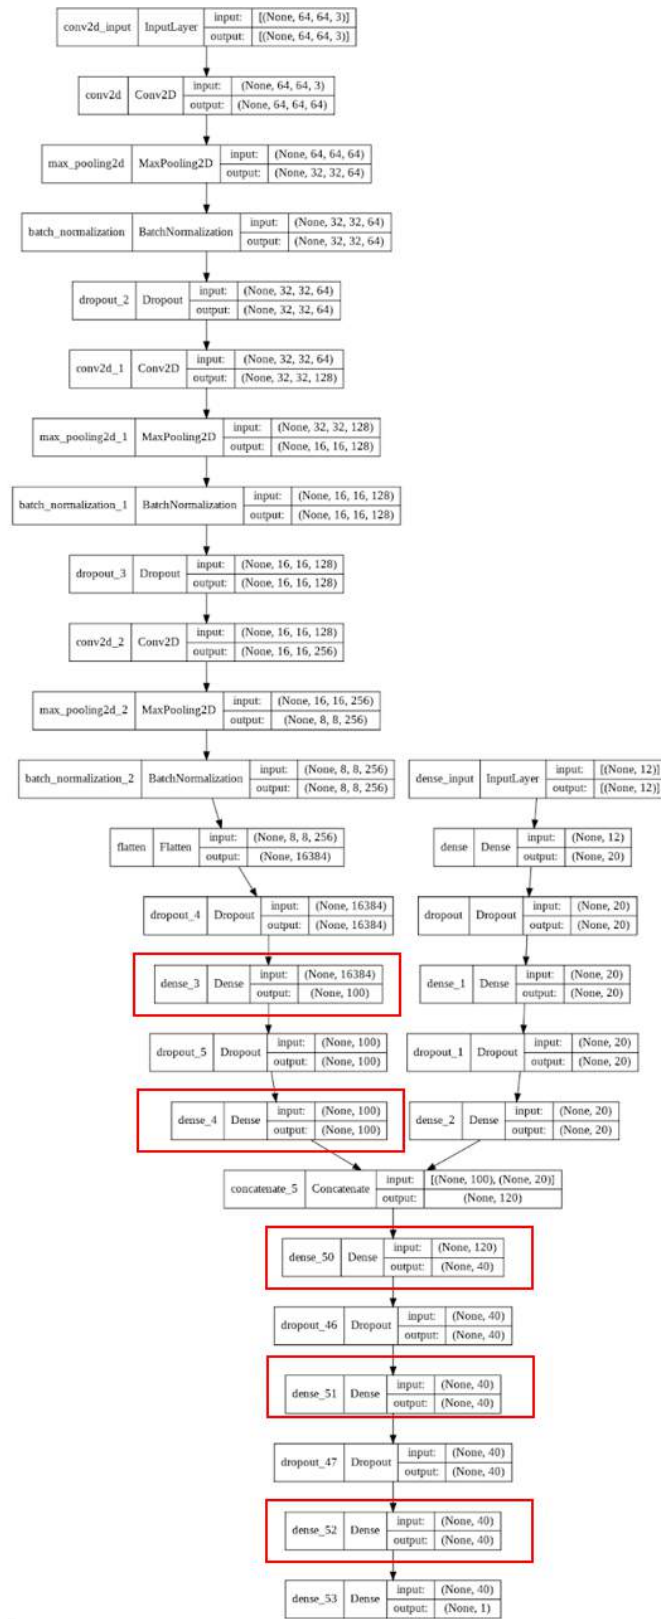 conv2d_input InputLayer input: [(None, 64, 64, 3)]
output: [(None, 64, 64, 3)]
conv2d Conv2D input: (None, 64, 64, 3)
output: (None, 64, 64, 64)
max_pooling2d MaxPooling2D input: (None, 64, 64, 64)
output: (None, 32, 32, 64)
batch_normalization BatchNormalization input: (None, 32, 32, 64)
output: (None, 32, 32, 64)
dropout_2 Dropout input: (None, 32, 32, 64)
output: (None, 32, 32, 64)
conv2d_1 Conv2D input: (None, 32, 32, 64)
output: (None, 32, 32, 128)
max_pooling2d_1 MaxPooling2D input: (None, 32, 32, 128)
output: (None, 16, 16, 128)
batch_normalization_1 BatchNormalization input: (None, 16, 16, 128)
output: (None, 16, 16, 128)
dropout_3 Dropout input: (None, 16, 16, 128)
output: (None, 16, 16, 128)
conv2d_2 Conv2D input: (None, 16, 16, 128)
output: (None, 16, 16, 256)
max_pooling2d_2 MaxPooling2D input: (None, 16, 16, 256)
output: (None, 8, 8, 256)
batch_normalization_2 BatchNormalization input: (None, 8, 8, 256)
output: (None, 8, 8, 256)
dense_input InputLayer input: [(None, 12)]
output: [(None, 12)]
flatten Flatten input: (None, 8, 8, 256)
output: (None, 16384)
dense Dense input: (None, 12)
output: (None, 20)
dropout_4 Dropout input: (None, 16384)
output: (None, 16384)
dropout Dropout input: (None, 20)
output: (None, 20)
dense_3 Dense input: (None, 16384)
output: (None, 100)
dense_1 Dense input: (None, 20)
output: (None, 20)
dropout_5 Dropout input: (None, 100)
output: (None, 100)
dropout_1 Dropout input: (None, 20)
output: (None, 20)
dense_4 Dense input: (None, 100)
output: (None, 100)
dense_2 Dense input: (None, 20)
output: (None, 20)
concatenate_5 Concatenate input: [(None, 100), (None, 20)]
output: (None, 120)
dense_50 Dense input: (None, 120)
output: (None, 40)
dropout_46 Dropout input: (None, 40)
output: (None, 40)
dense_51 Dense input: (None, 40)
output: (None, 40)
dropout_47 Dropout input: (None, 40)
output: (None, 40)
dense_52 Dense input: (None, 40)
output: (None, 40)
dense_53 Dense input: (None, 40)
output: (None, 1)